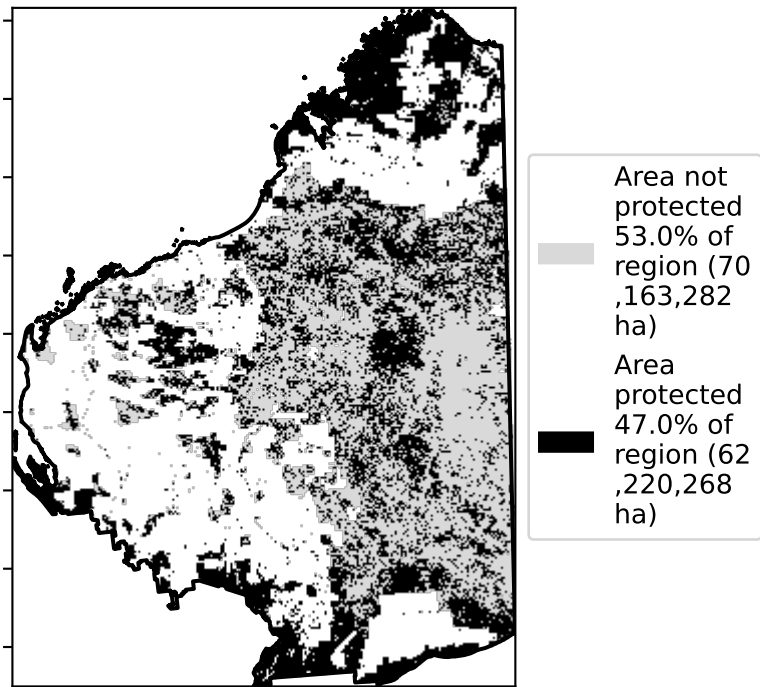 Area not
protected
53.0% of
region (70
,163,282
ha)
Area
protected
47.0% of
region (62
,220,268
ha)